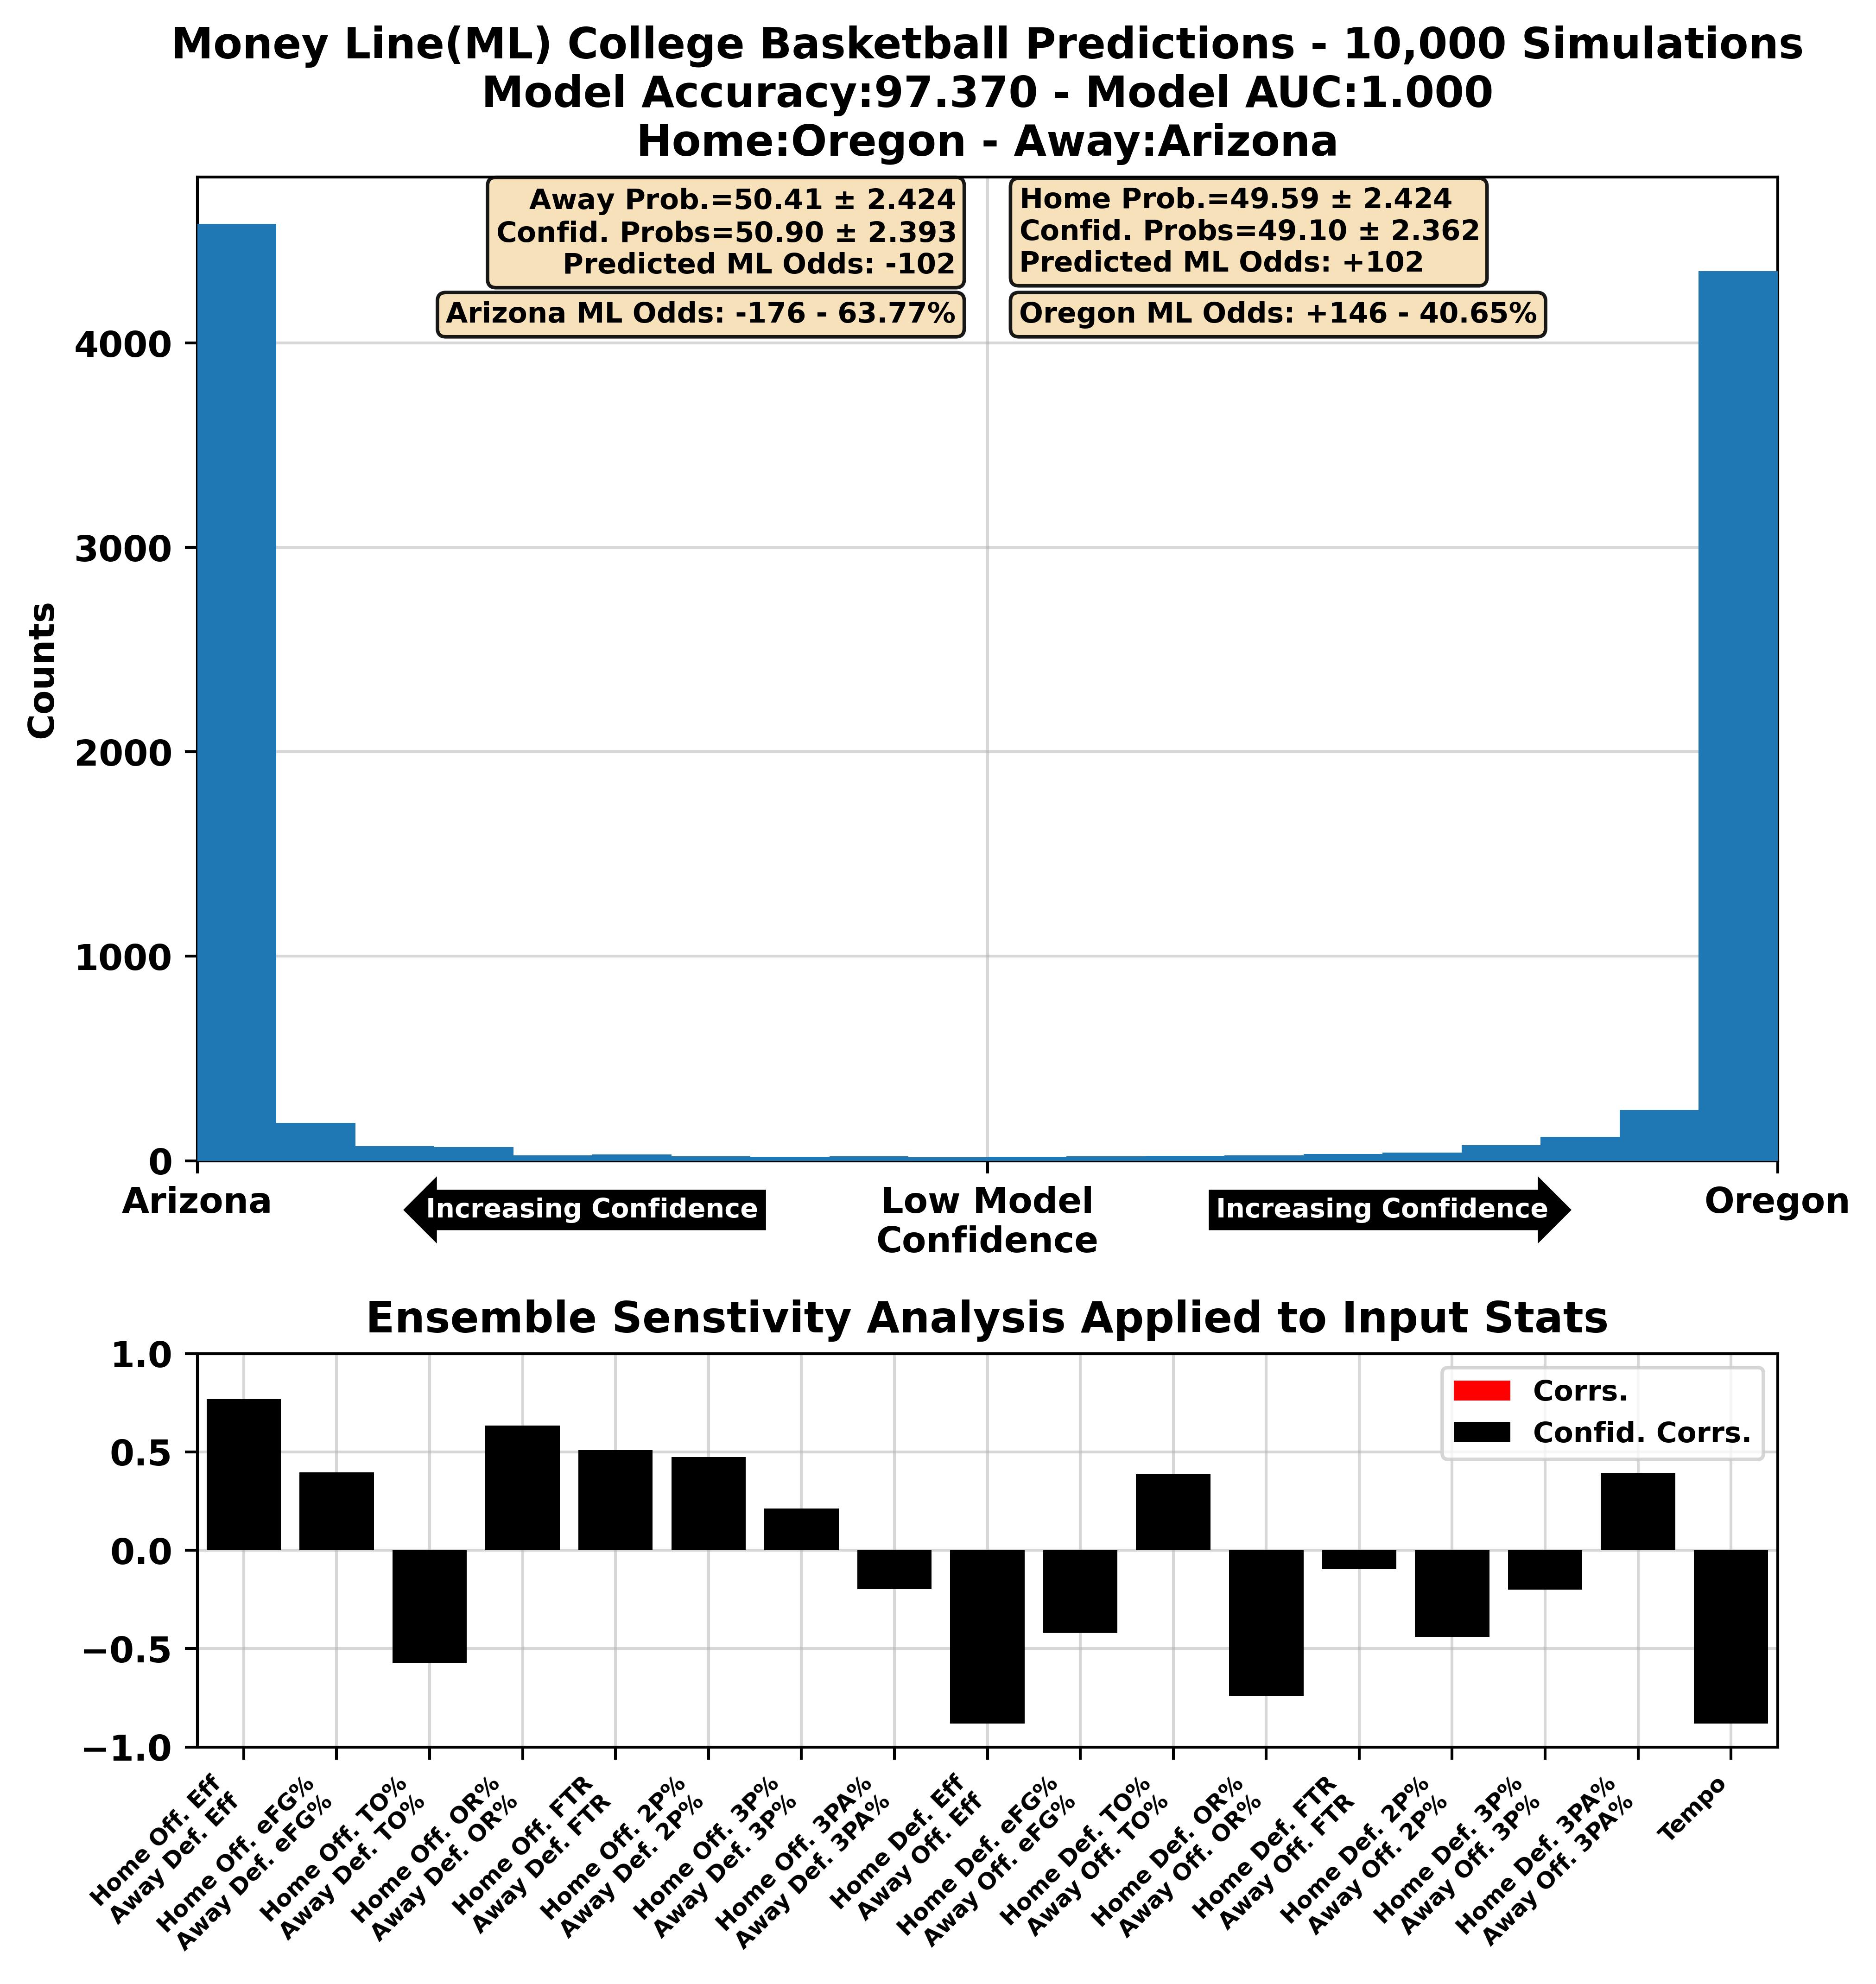 Money Line(ML) College Basketball Predictions - 10,000 Simulations
Model Accuracy:97.370 - Model AUC:1.000
Home:Oregon - Away:Arizona
Away Prob.=50.41 ± 2.424
Confid. Probs=50.90 ± 2.393
Predicted ML Odds: -102
Arizona ML Odds: -176 - 63.77%
Home Prob.=49.59 ± 2.424
Confid. Probs=49.10 ± 2.362
Predicted ML Odds: +102
Oregon ML Odds: +146 - 40.65%
Counts
4000
3000
2000
1000
0
Arizona
Increasing Confidence
Low Model
Confidence
Increasing Confidence
Oregon
Ensemble Senstivity Analysis Applied to Input Stats
1.0
0.5
0.0
−0.5
−1.0
Corrs.
Confid. Corrs.
Home Off. Eff
Away Def. Eff
Home Off. eFG%
Away Def. eFG%
Home Off. TO%
Away Def. TO%
Home Off. OR%
Away Def. OR%
Home Off. FTR
Away Def. FTR
Home Off. 2P%
Away Def. 2P%
Home Off. 3P%
Away Def. 3P%
Home Off. 3PA%
Away Def. 3PA%
Home Def. Eff
Away Off. Eff
Home Def. eFG%
Away Off. eFG%
Home Def. TO%
Away Off. TO%
Home Def. OR%
Away Off. OR%
Home Def. FTR
Away Off. FTR
Home Def. 2P%
Away Off. 2P%
Home Def. 3P%
Away Off. 3P%
Home Def. 3PA%
Away Off. 3PA%
Tempo